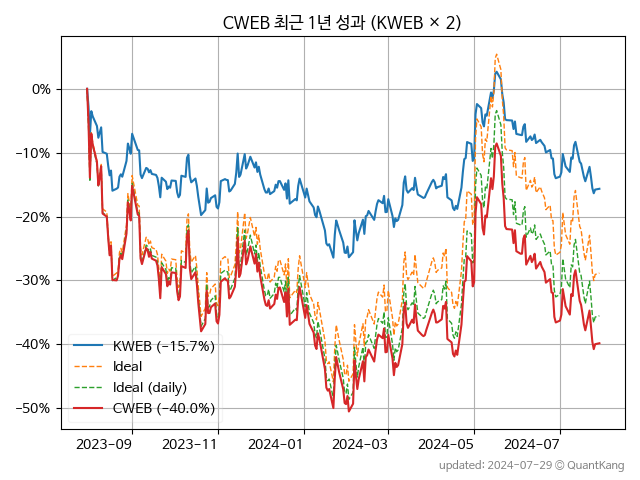 CWEB 최근 1년 성과 (KWEB × 2)
0%
−10%
−20%
−30%
−40%
−50%
KWEB (−15.7%)
Ideal
Ideal (daily)
CWEB (−40.0%)
2023-09 2023-11 2024-01 2024-03 2024-05 2024-07
updated: 2024-07-29 © QuantKang